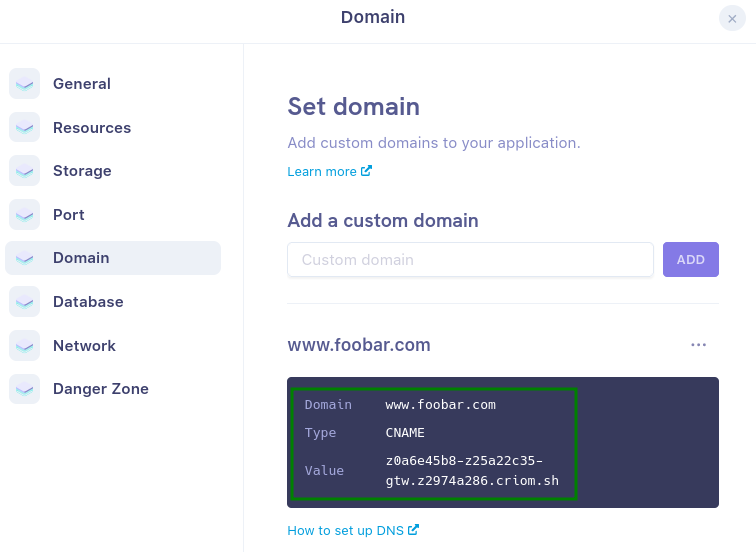 Domain
General
Resources
Storage
Port
Domain
Database
Network
Danger Zone
Set domain
Add custom domains to your application.
Learn more
Add a custom domain
Custom domain
ADD
www.foobar.com
Domain www.foobar.com
Type CNAME
Value z0a6e45b8-z25a22c35-
gtw.z2974a286.criom.sh
How to set up DNS